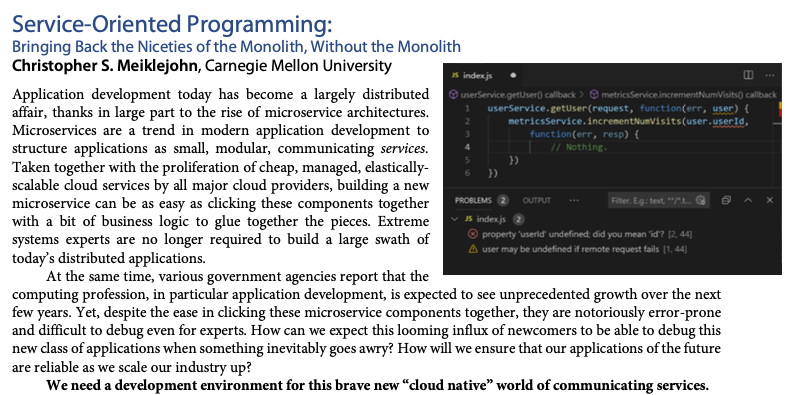 Service-Oriented Programming:
Bringing Back the Niceties of the Monolith, Without the Monolith
Christopher S. Meiklejohn, Carnegie Mellon University
Application development today has become a largely distributed
affair, thanks in large part to the rise of microservice architectures.
Microservices are a trend in modern application development to
structure applications as small, modular, communicating services.
Taken together with the proliferation of cheap, managed, elastically-
scalable cloud services by all major cloud providers, building a new
microservice can be as easy as clicking these components together
with a bit of business logic to glue together the pieces. Extreme
systems experts are no longer required to build a large swath of
today's distributed applications.
At the same time, various government agencies report that the
computing profession, in particular application development, is expected to see unprecedented growth over the next
few years. Yet, despite the ease in clicking these microservice components together, they are notoriously error-prone
and difficult to debug even for experts. How can we expect this looming influx of newcomers to be able to debug this
new class of applications when something inevitably goes awry? How will we ensure that our applications of the future
are reliable as we scale our industry up?
We need a development environment for this brave new “cloud native” world of communicating services.
JS index.js
userService.getUser() callback > metricsService.incrementNumVisits() callback
1 userService.getUser(request, function(err, user) {
2 metricsService.incrementNumVisits(user.userId,
3 function(err, resp) {
4 // Nothing.
5 })
6 })
PROBLEMS 2 OUTPUT ... Filter. E.g.: text, **/*.t...
JS index.js 2
property 'userId' undefined; did you mean 'id'? [2, 44]
user may be undefined if remote request fails [1, 44]